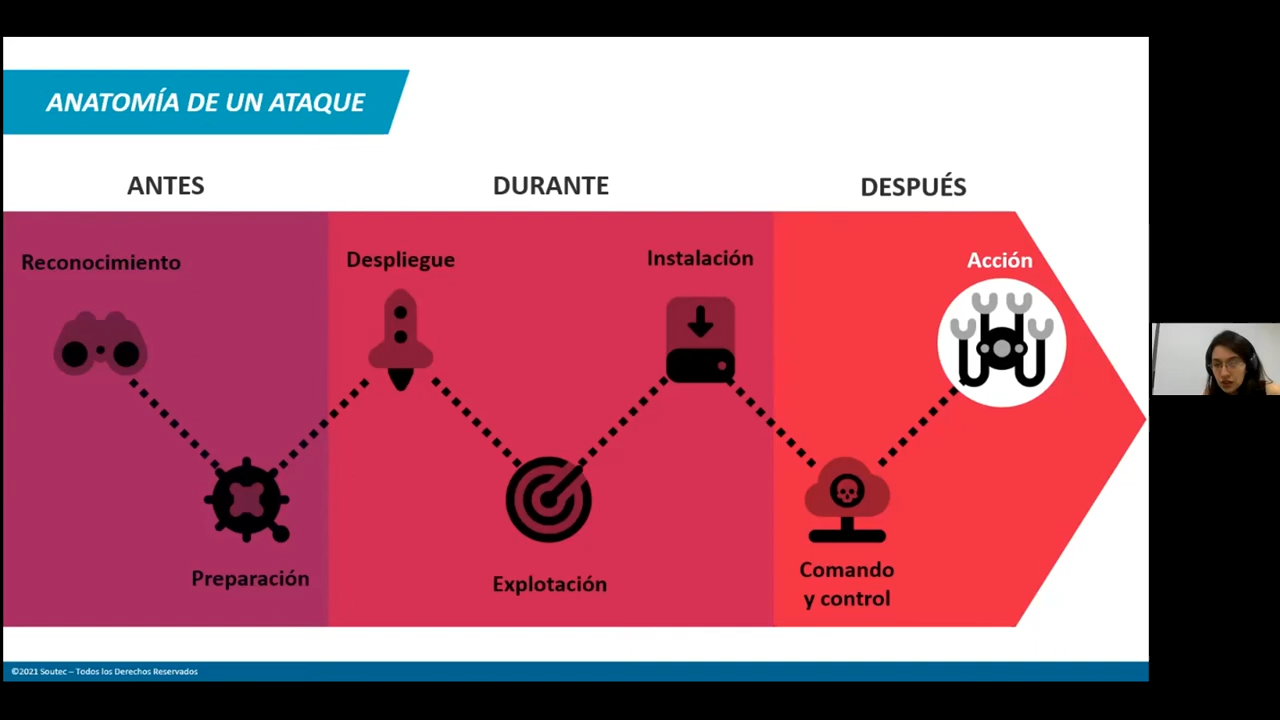 ANATOMÍA DE UN ATAQUE
ANTES
DURANTE
DESPUÉS
Reconocimiento
Despliegue
Instalación
Acción
Preparación
Explotación
Comando
y control
©2021 Soutec – Todos los Derechos Reservados